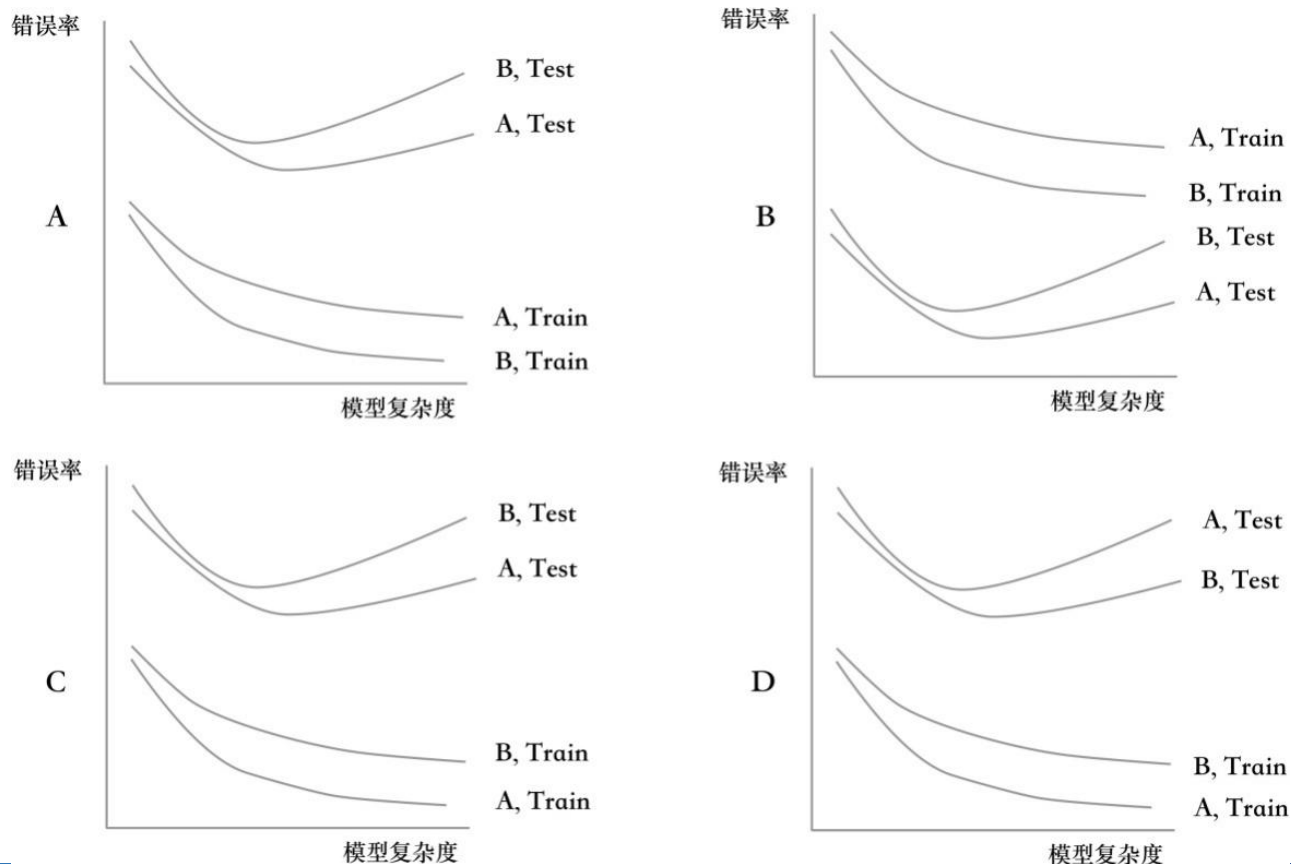 错误率
B, Test
A, Test
A
A, Train
B, Train
模型复杂度
错误率
A, Train
B, Train
B
B, Test
A, Test
模型复杂度
错误率
B, Test
A, Test
C
B, Train
A, Train
模型复杂度
错误率
A, Test
B, Test
D
B, Train
A, Train
模型复杂度